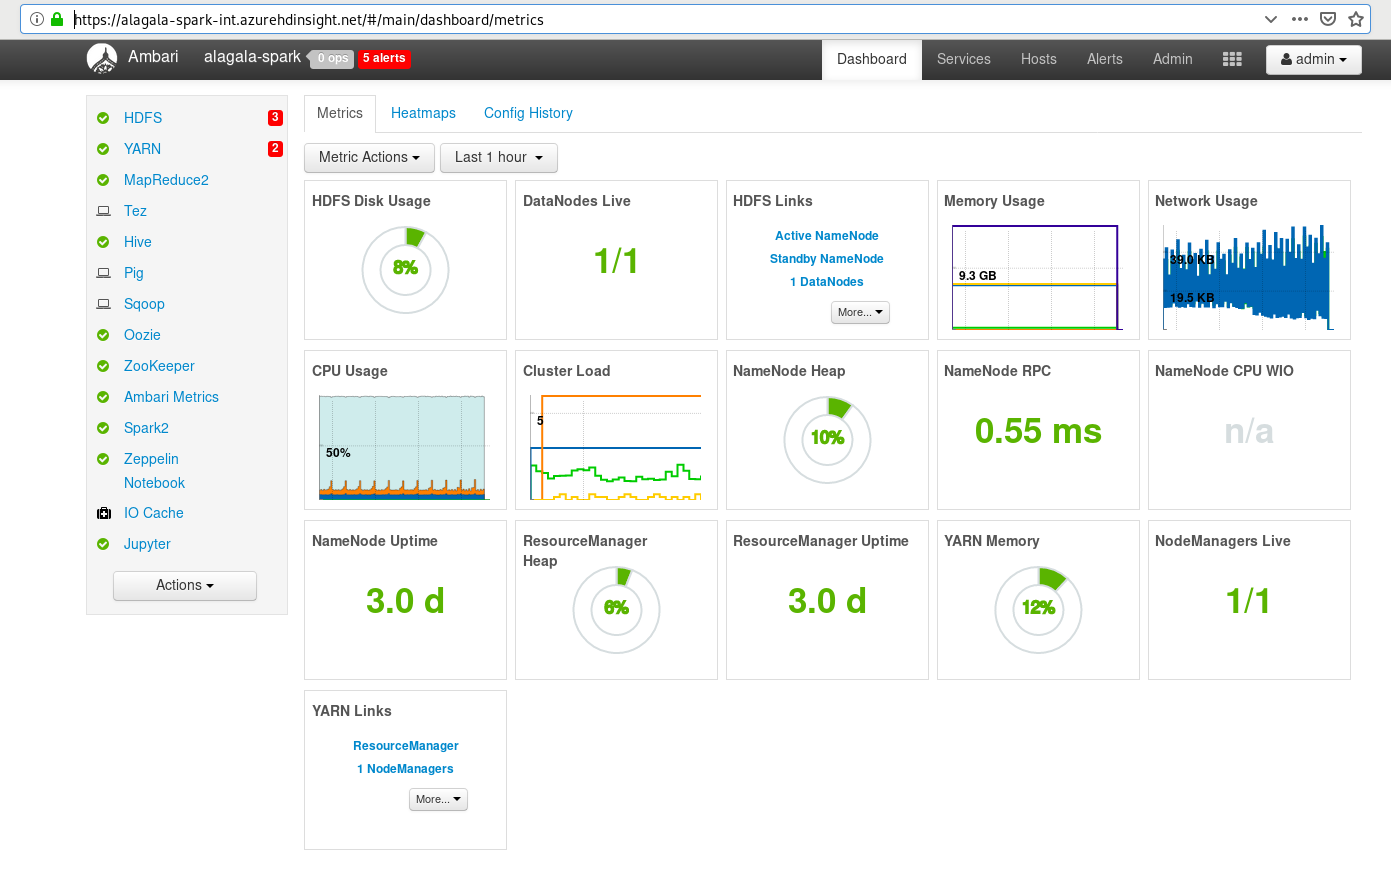 https://alagala-spark-int.azurehdinsight.net/#/main/dashboard/metrics
Ambari alagala-spark 0 ops 5 alerts Dashboard Services Hosts Alerts Admin admin
HDFS 3
YARN 2
MapReduce2
Tez
Hive
Pig
Sqoop
Oozie
ZooKeeper
Ambari Metrics
Spark2
Zeppelin
Notebook
IO Cache
Jupyter
Actions
Metrics Heatmaps Config History
Metric Actions Last 1 hour
HDFS Disk Usage
8%
DataNodes Live
1/1
HDFS Links
Active NameNode
Standby NameNode
1 DataNodes
More...
Memory Usage
9.3 GB
Network Usage
39.0 KB
19.5 KB
CPU Usage
50%
Cluster Load
5
NameNode Heap
10%
NameNode RPC
0.55 ms
NameNode CPU WIO
n/a
NameNode Uptime
3.0 d
ResourceManager
Heap
6%
ResourceManager Uptime
3.0 d
YARN Memory
12%
NodeManagers Live
1/1
YARN Links
ResourceManager
1 NodeManagers
More...